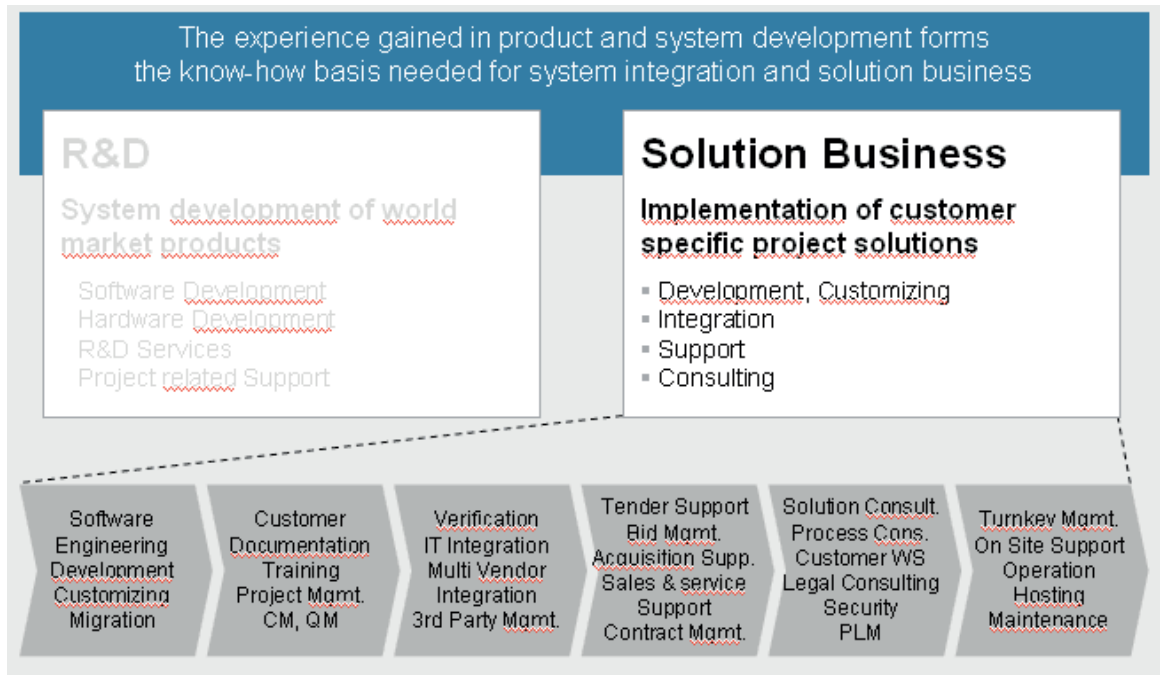 The experience gained in product and system development forms
the know-how basis needed for system integration and solution business
R&D
System development of world
market products
Software Development
Hardware Development
R&D Services
Project related Support
Solution Business
Implementation of customer
specific project solutions
▪ Development, Customizing
▪ Integration
▪ Support
▪ Consulting
Software
Engineering
Development
Customizing
Migration
Customer
Documentation
Training
Project Mgmt.
CM, QM
Verification
IT Integration
Multi Vendor
Integration
3rd Party Mgmt.
Tender Support
Bid Mgmt.
Acquisition Supp.
Sales & service
Support
Contract Mgmt.
Solution Consult.
Process Cons.
Customer WS
Legal Consulting
Security
PLM
Turnkey Mgmt.
On Site Support
Operation
Hosting
Maintenance